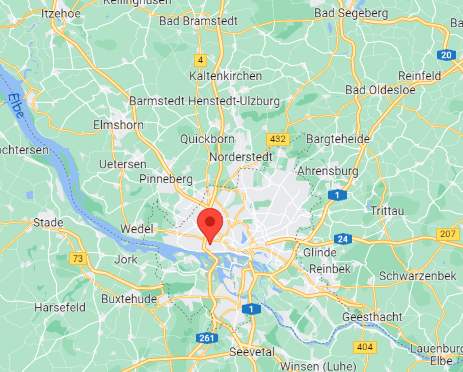 Kellinghusen
Itzehoe
Bad Bramstedt
Bad Segeberg
4
20
Kaltenkirchen
Reinfeld
Elbe
Barmstedt Henstedt-Ulzburg
Bad Oldesloe
Elmshorn
432
Quickborn
Bargteheide
Norderstedt
Uetersen
Pinneberg
Ahrensburg
1
Trittau
Stade
Wedel
24
207
73
Jork
Glinde
Reinbek
Schwarzenbek
Buxtehude
Harsefeld
1
Geesthacht
261
404
Lauenburg
Elbe
Seevetal
Winsen (Luhe)